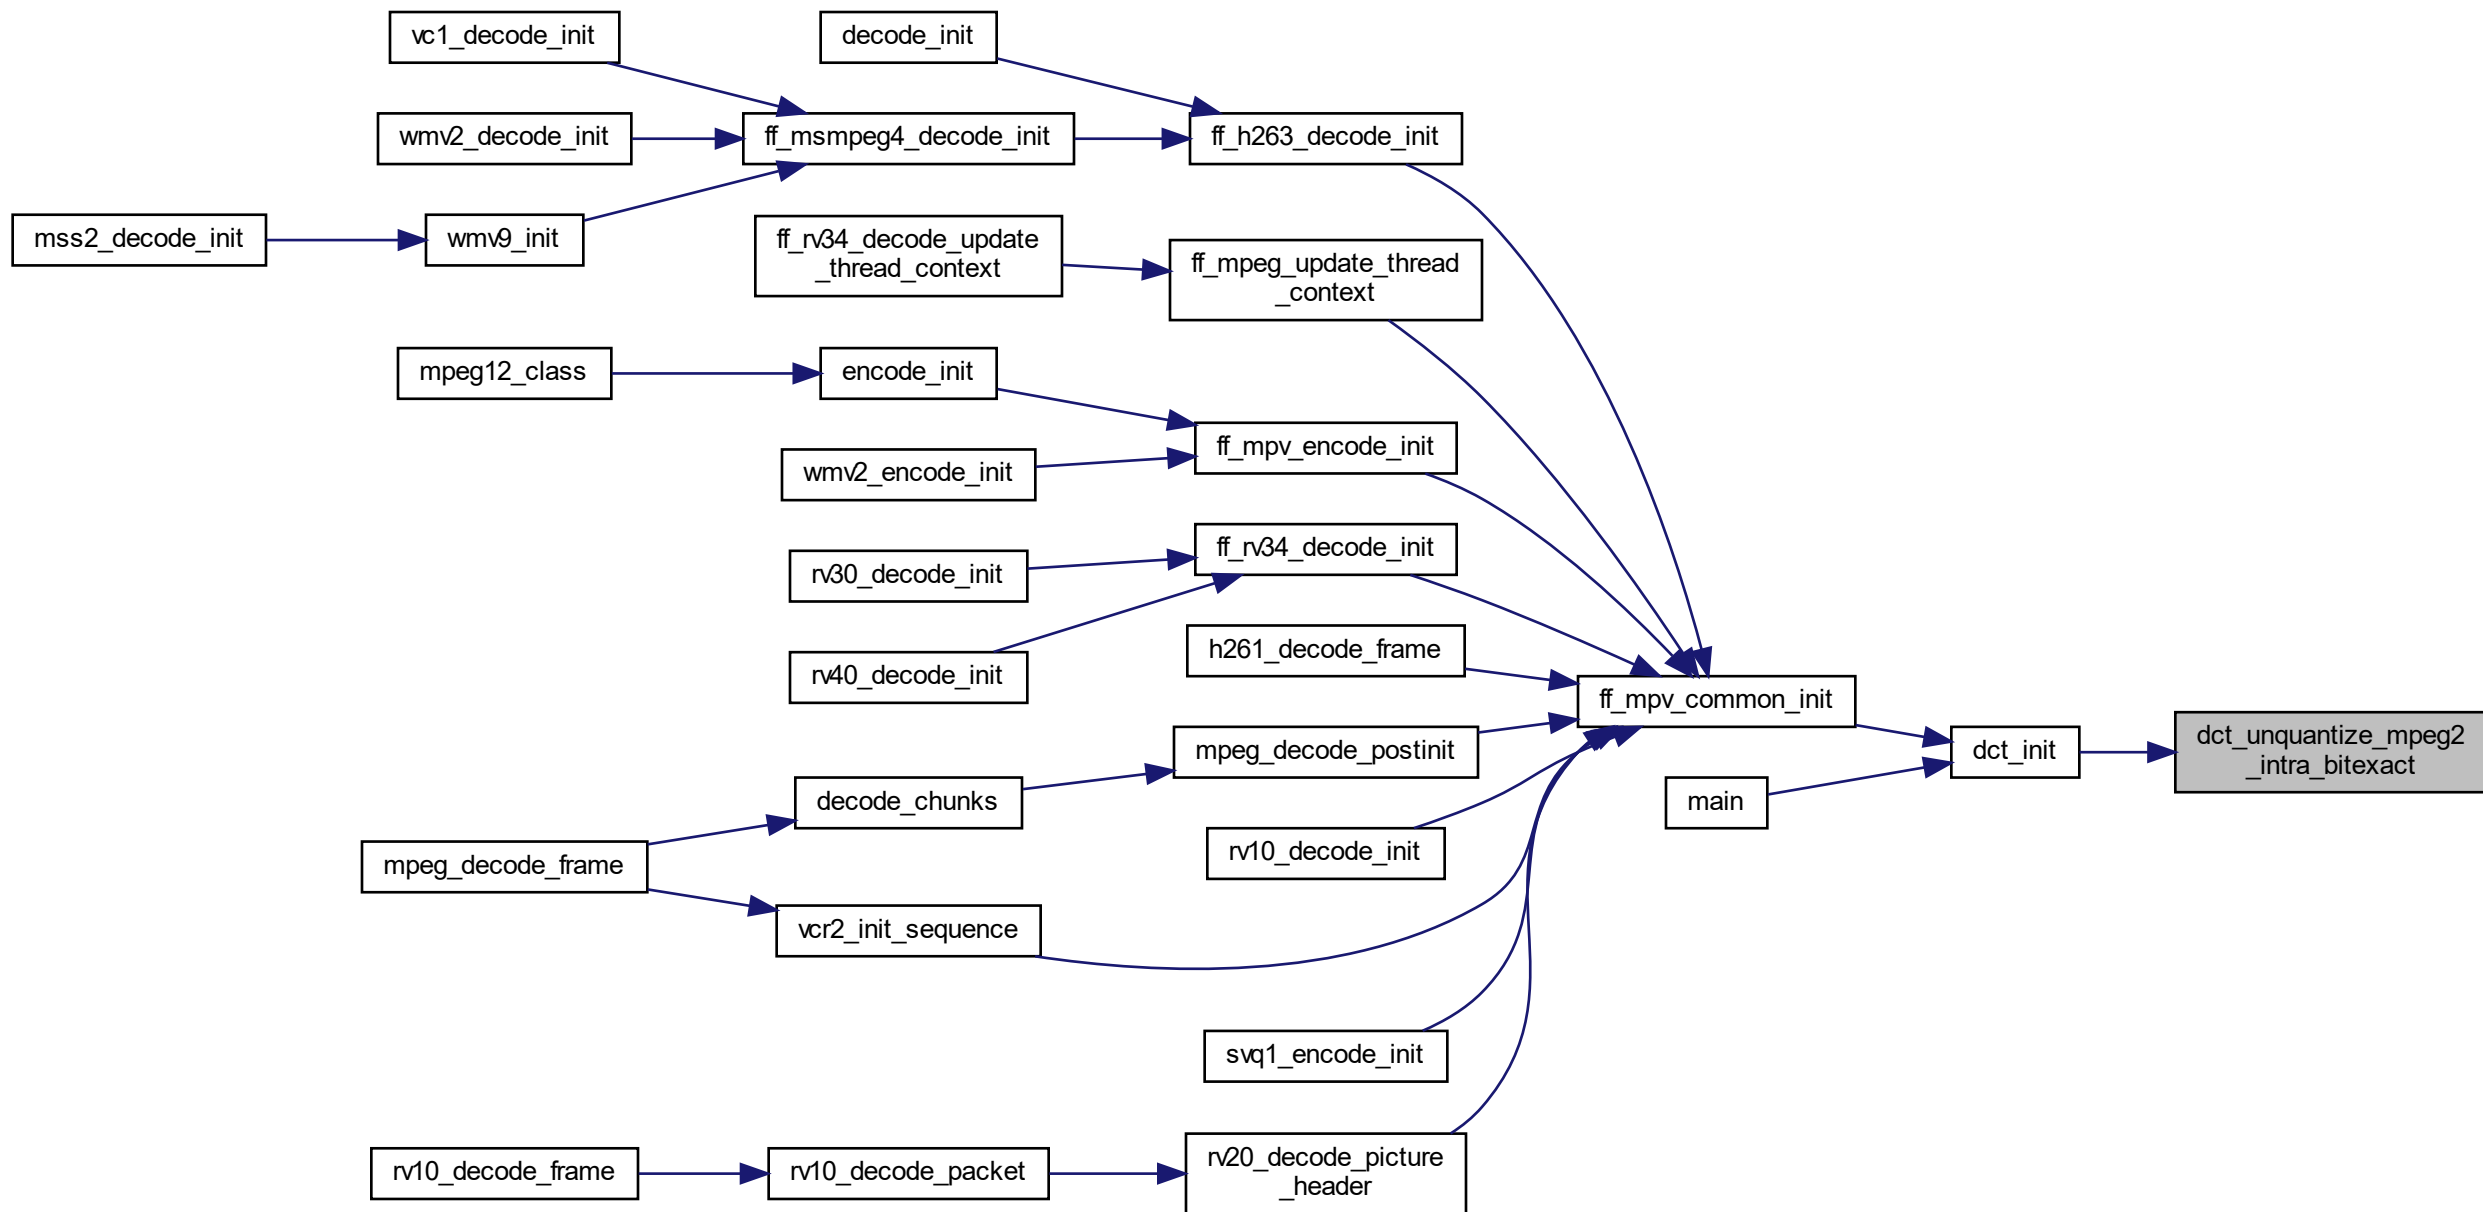 vc1_decode_init
decode_init
wmv2_decode_init
ff_msmpeg4_decode_init
ff_h263_decode_init
mss2_decode_init
wmv9_init
ff_rv34_decode_update
_thread_context
ff_mpeg_update_thread
_context
mpeg12_class
encode_init
ff_mpv_encode_init
wmv2_encode_init
ff_rv34_decode_init
rv30_decode_init
h261_decode_frame
rv40_decode_init
ff_mpv_common_init
mpeg_decode_postinit
dct_init
dct_unquantize_mpeg2
_intra_bitexact
decode_chunks
main
mpeg_decode_frame
rv10_decode_init
vcr2_init_sequence
svq1_encode_init
rv10_decode_frame
rv10_decode_packet
rv20_decode_picture
_header